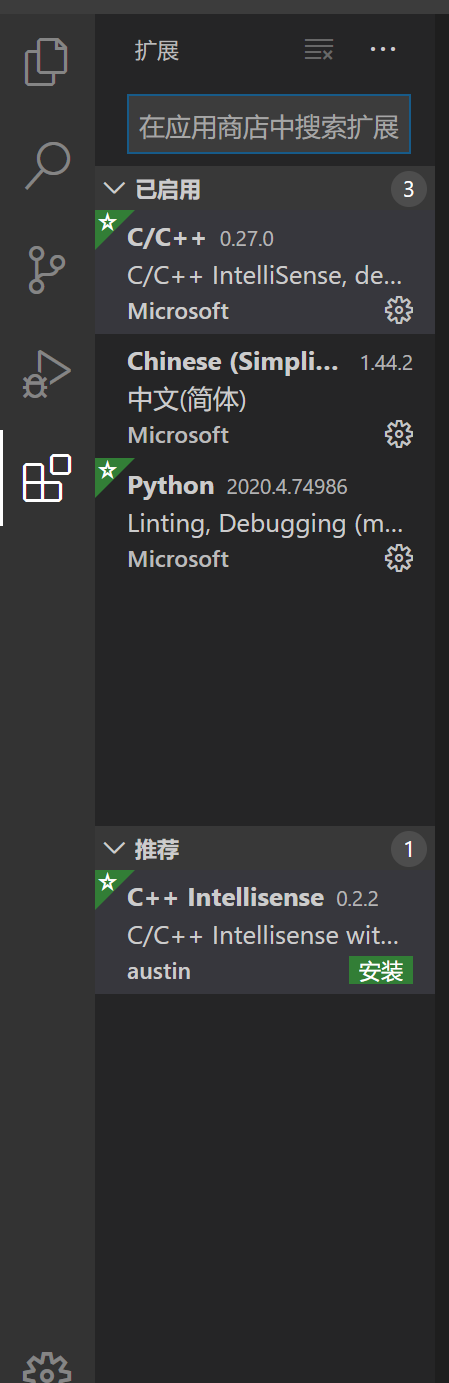 扩展
在应用商店中搜索扩展
已启用 3
C/C++ 0.27.0
C/C++ IntelliSense, de...
Microsoft
Chinese (Simpli... 1.44.2
中文(简体)
Microsoft
Python 2020.4.74986
Linting, Debugging (m...
Microsoft
推荐 1
C++ Intellisense 0.2.2
C/C++ Intellisense wit...
austin 安装